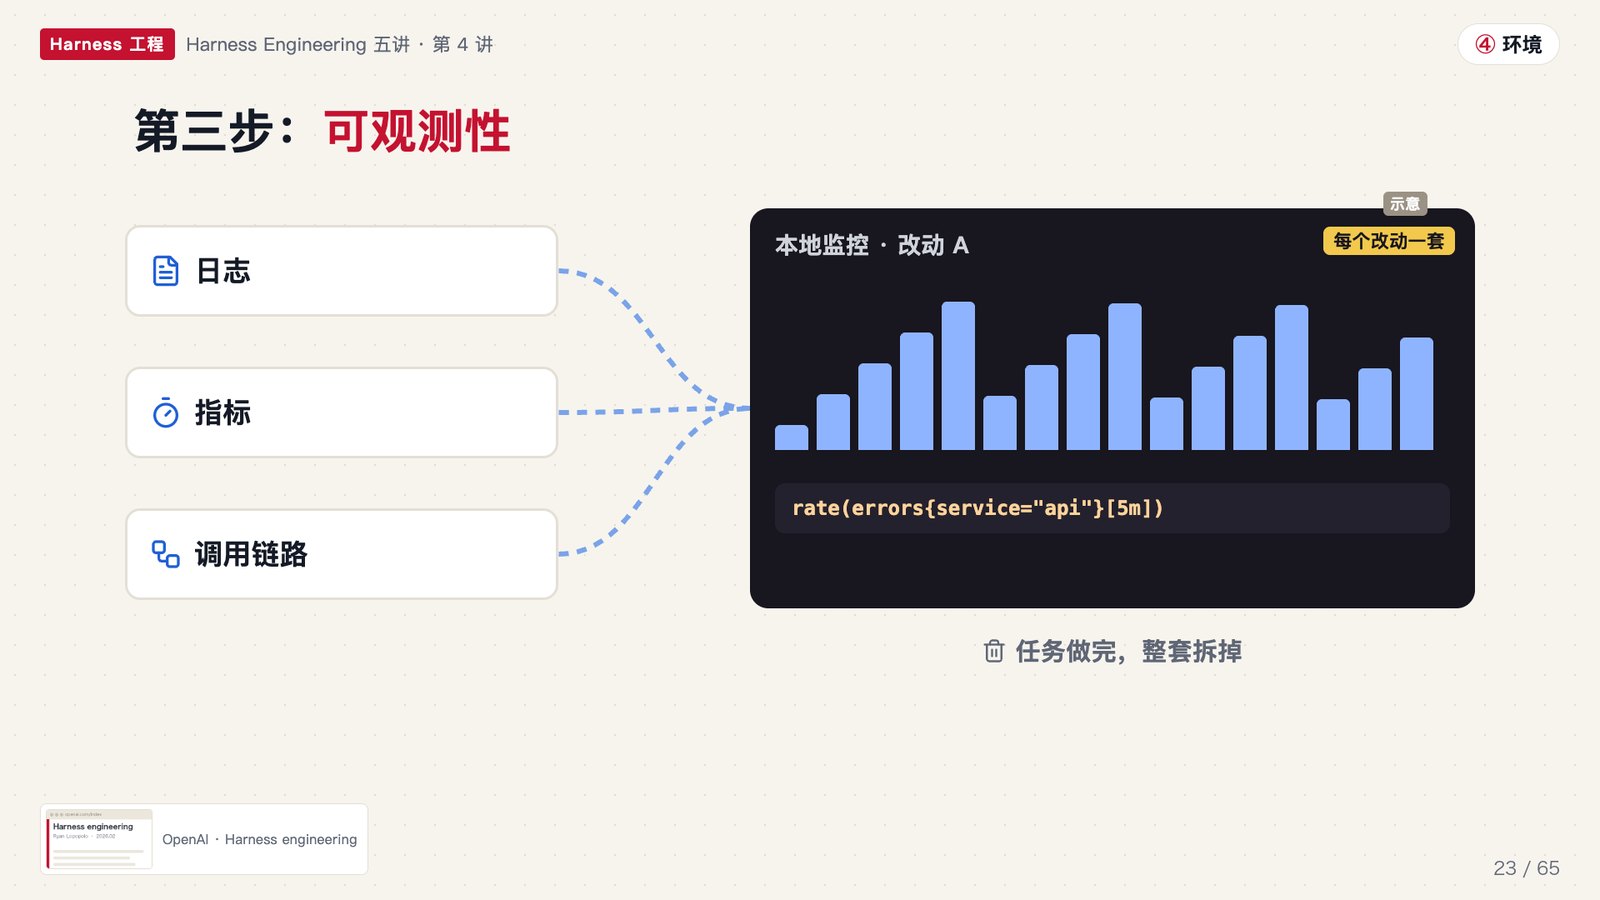 Harness 工程
Harness Engineering 五讲 · 第 4 讲
④ 环境
第三步：可观测性
日志
指标
调用链路
示意
本地监控 · 改动 A
每个改动一套
rate(errors{service="api"}[5m])
任务做完，整套拆掉
Harness engineering
OpenAI · Harness engineering
23 / 65